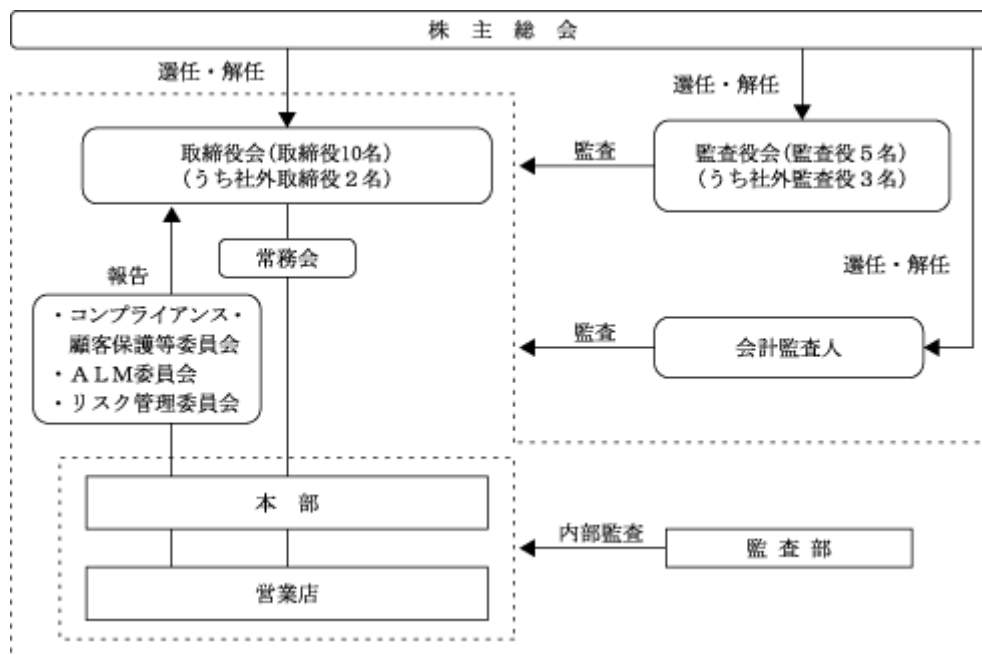 株 主 総 会
選任・解任
選任・解任
取締役会(取締役10名)
(うち社外取締役2名)
監査
監査役会(監査役5名)
(うち社外監査役3名)
常務会
選任・解任
報告
・コンプライアンス・
顧客保護等委員会
・ALM委員会
・リスク管理委員会
監査
会計監査人
本 部
内部監査
監 査 部
営業店